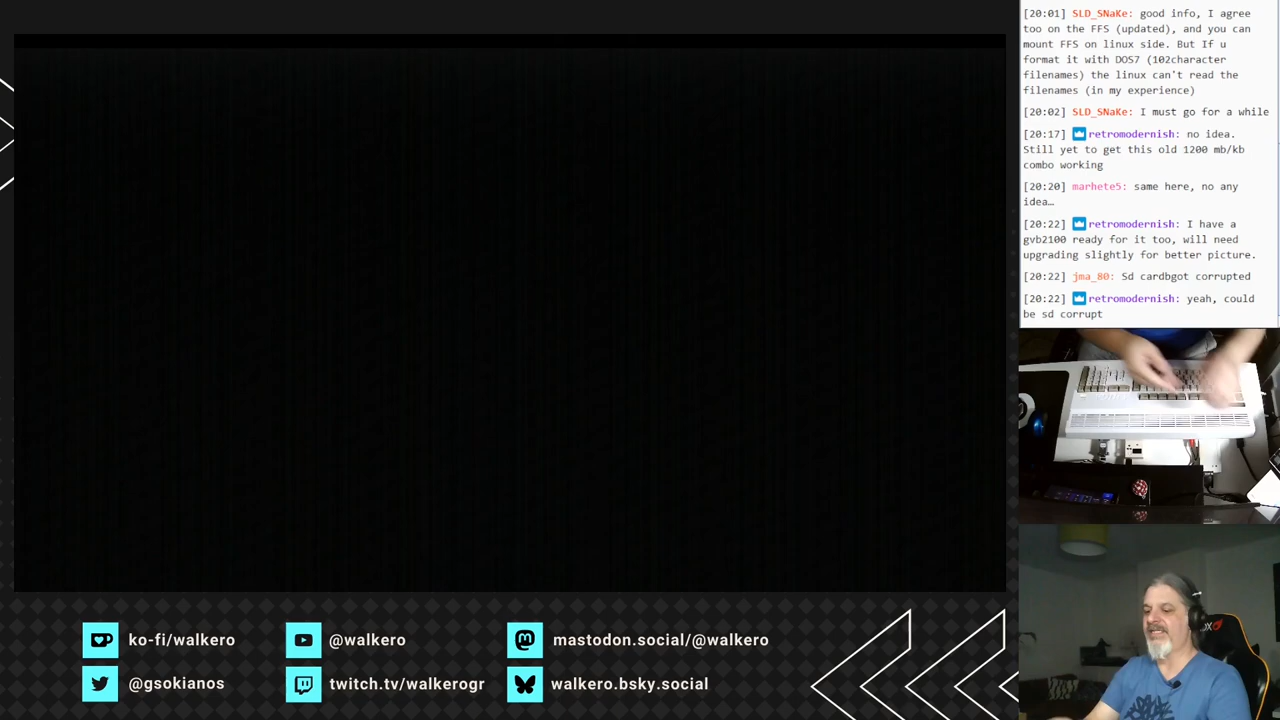 [20:01] SLD_SNaKe: good info, I agree
too on the FFS (updated), and you can
mount FFS on linux side. But If u
format it with DOS7 (102character
filenames) the linux can't read the
filenames (in my experience)
[20:02] SLD_SNaKe: I must go for a while
[20:17] retromodernish: no idea.
Still yet to get this old 1200 mb/kb
combo working
[20:20] marhete5: same here, no any
idea…
[20:22] retromodernish: I have a
gvb2100 ready for it too, will need
upgrading slightly for better picture.
[20:22] jma_80: Sd cardbgot corrupted
[20:22] retromodernish: yeah, could
be sd corrupt
ko-fi/walkero
@walkero
mastodon.social/@walkero
@gsokianos
twitch.tv/walkerogr
walkero.bsky.social